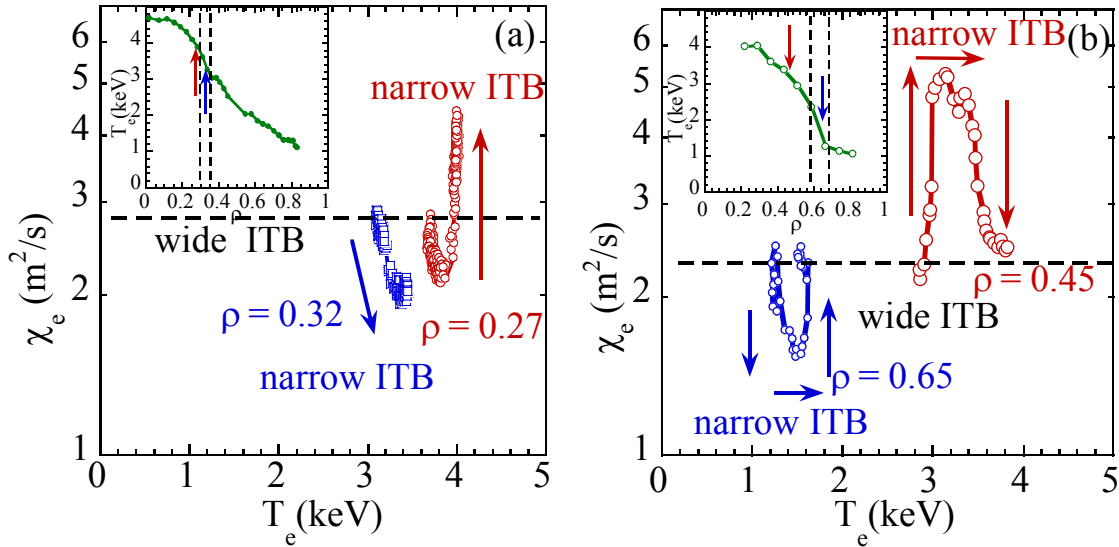 (a)
6
5
4
3
2
1
χe (m²/s)
0 1 2 3 4 5
Te (keV)
4
3
2
1
0
Te (keV)
0 0.2 0.4 0.6 0.8 1
ρ
narrow ITB
wide ITB
ρ = 0.32
ρ = 0.27
narrow ITB
(b)
6
5
4
3
2
1
χe (m²/s)
0 1 2 3 4 5
Te (keV)
4
3
2
1
0
Te (keV)
0.2 0.4 0.6 0.8 1
ρ
narrow ITB
ρ = 0.45
wide ITB
ρ = 0.65
narrow ITB